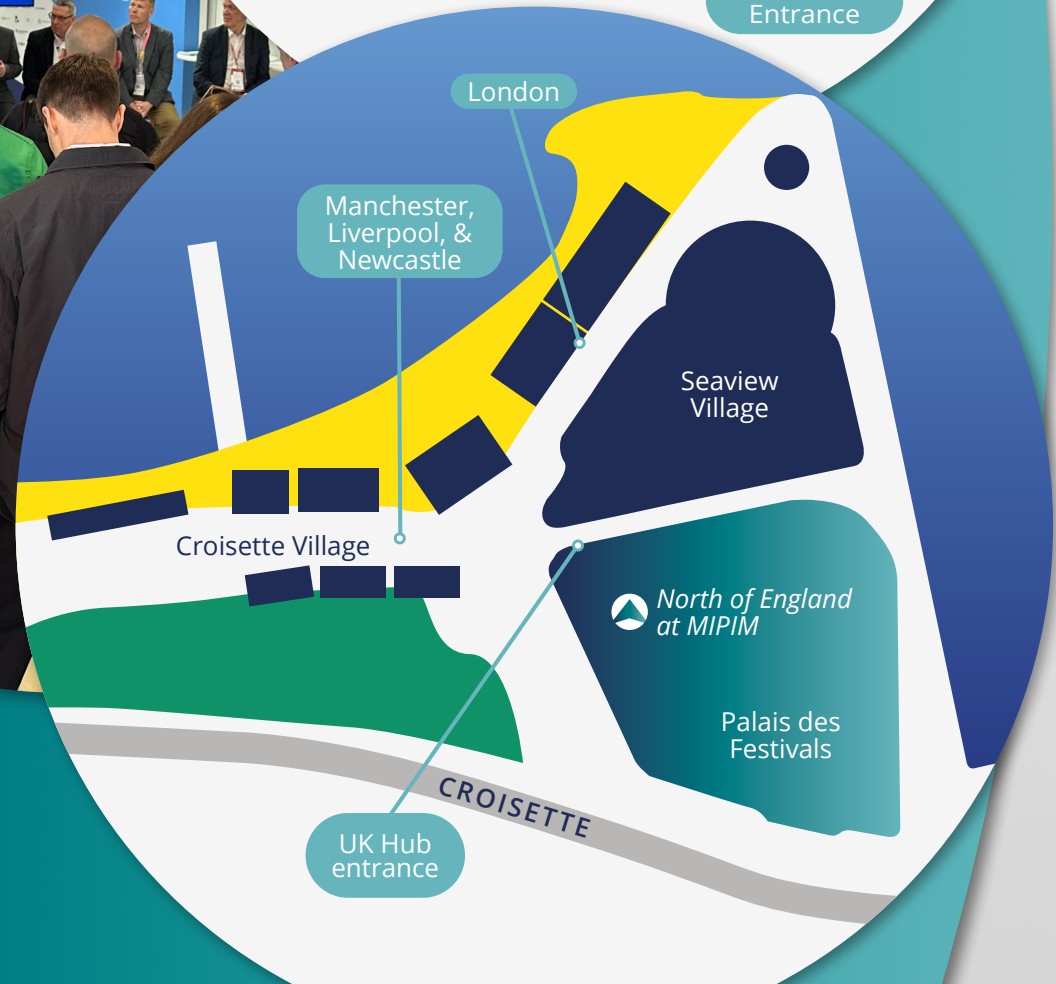 Entrance
London
Manchester,
Liverpool, &
Newcastle
Seaview
Village
Croisette Village
North of England
at MIPIM
Palais des
Festivals
CROISETTE
UK Hub
entrance